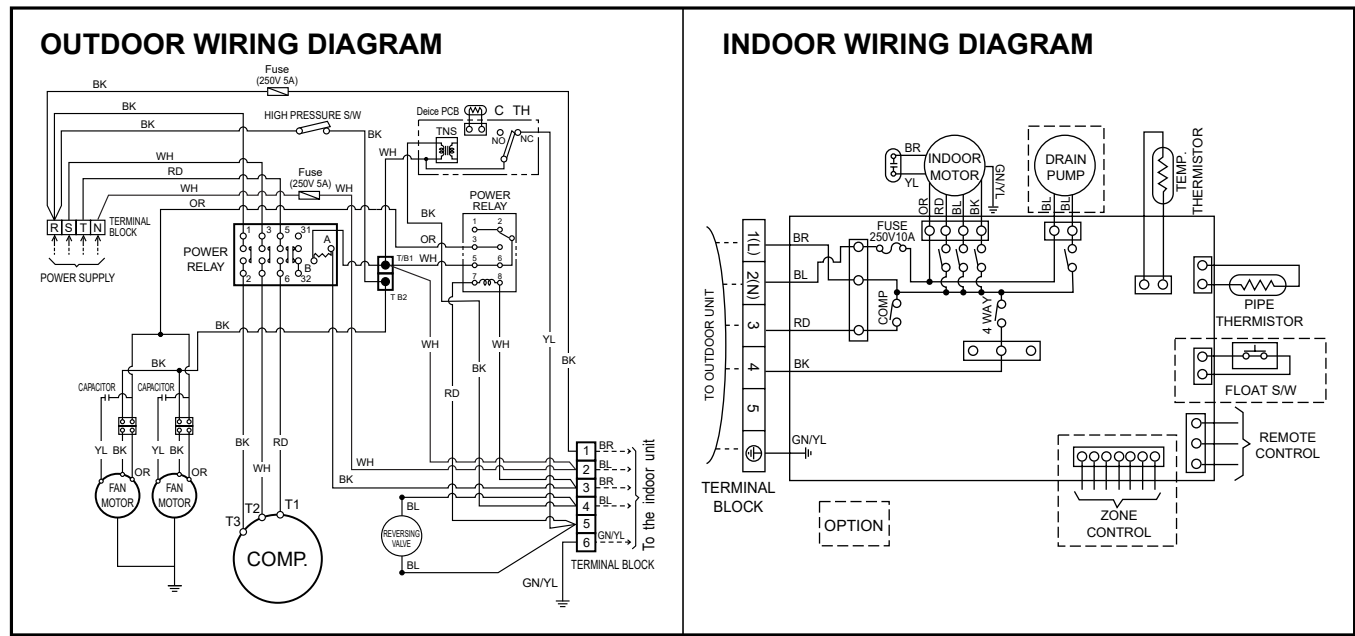 OUTDOOR WIRING DIAGRAM
BK
Fuse
(250V 5A)
BK
BK
HIGH PRESSURE S/W
BK
WH
RD
WH
Fuse
(250V 5A)
WH
OR
R S T N
TERMINAL
BLOCK
POWER SUPPLY
POWER
RELAY
1 3 5 31
A
B
2 4 6 32
Deice PCB
C TH
TNS
NO
NC
WH
BK
POWER
RELAY
1 2
3
5 6
7 8
OR
T/B1
WH
T B2
BK
BK
WH
BK
WH
YL
BK
RD
CAPACITOR
CAPACITOR
YL BK
YL BK
OR
OR
FAN
MOTOR
FAN
MOTOR
BK
WH
RD
T3
T2
T1
COMP.
WH
BK
BL
REVERSING
VALVE
BL
1 BR
2 BL
3 BR
4 BL
5
6 GN/YL
To the indoor unit
TERMINAL BLOCK
GN/YL
INDOOR WIRING DIAGRAM
BR
YL
INDOOR
MOTOR
GN/YL
OR
RD
BL
BK
DRAIN
PUMP
BL
BL
TEMP.
THERMISTOR
FUSE
250V10A
TO OUTDOOR UNIT
1(L)
BR
2(N)
BL
3
RD
4
BK
5
GN/YL
COMP
4 WAY
TERMINAL
BLOCK
OPTION
PIPE
THERMISTOR
FLOAT S/W
REMOTE
CONTROL
ZONE
CONTROL